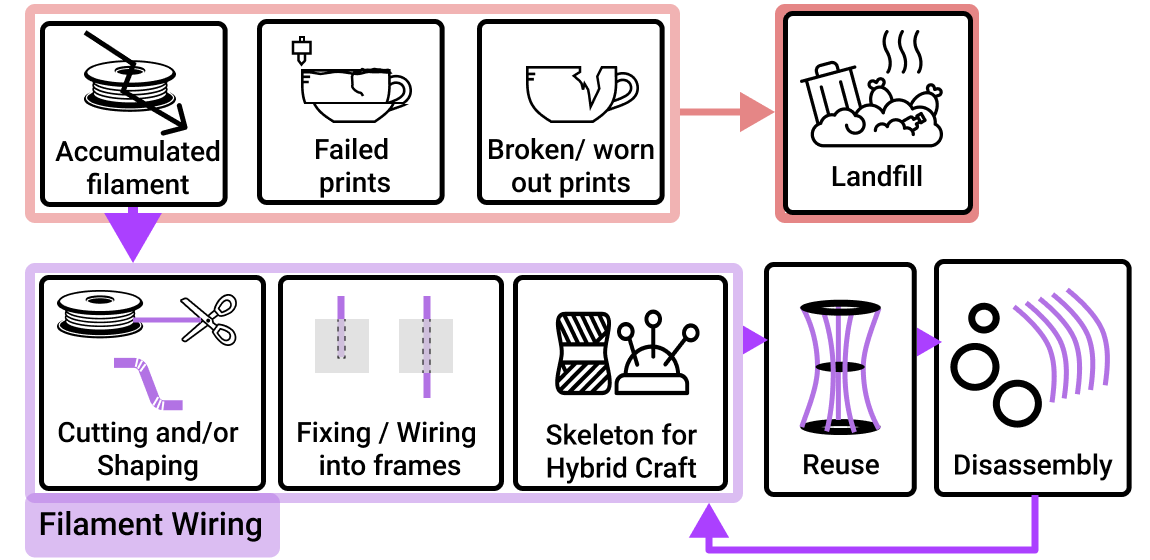 Accumulated
filament
Failed
prints
Broken/ worn
out prints
Landfill
Cutting and/or
Shaping
Fixing / Wiring
into frames
Skeleton for
Hybrid Craft
Reuse
Disassembly
Filament Wiring